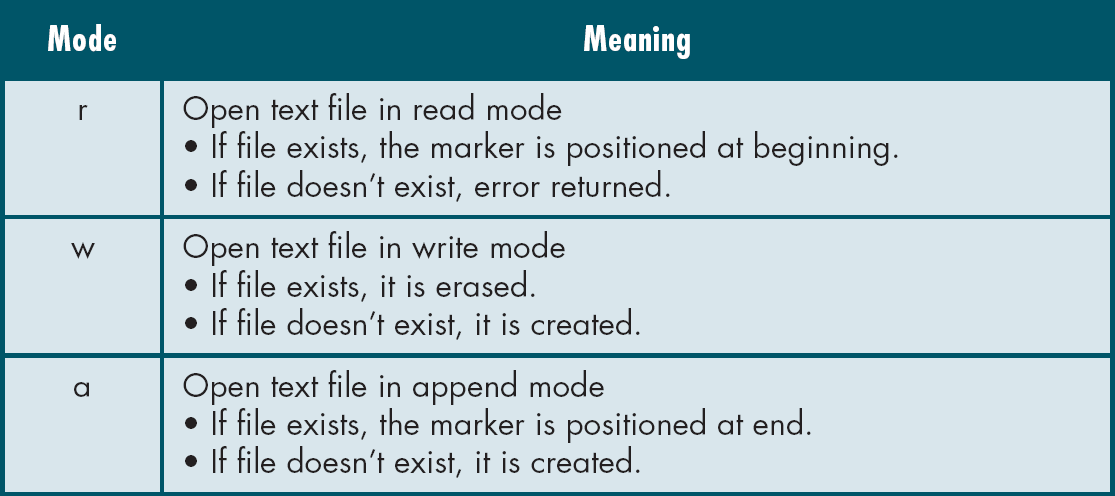 Mode Meaning
r Open text file in read mode
• If file exists, the marker is positioned at beginning.
• If file doesn’t exist, error returned.
w Open text file in write mode
• If file exists, it is erased.
• If file doesn’t exist, it is created.
a Open text file in append mode
• If file exists, the marker is positioned at end.
• If file doesn’t exist, it is created.